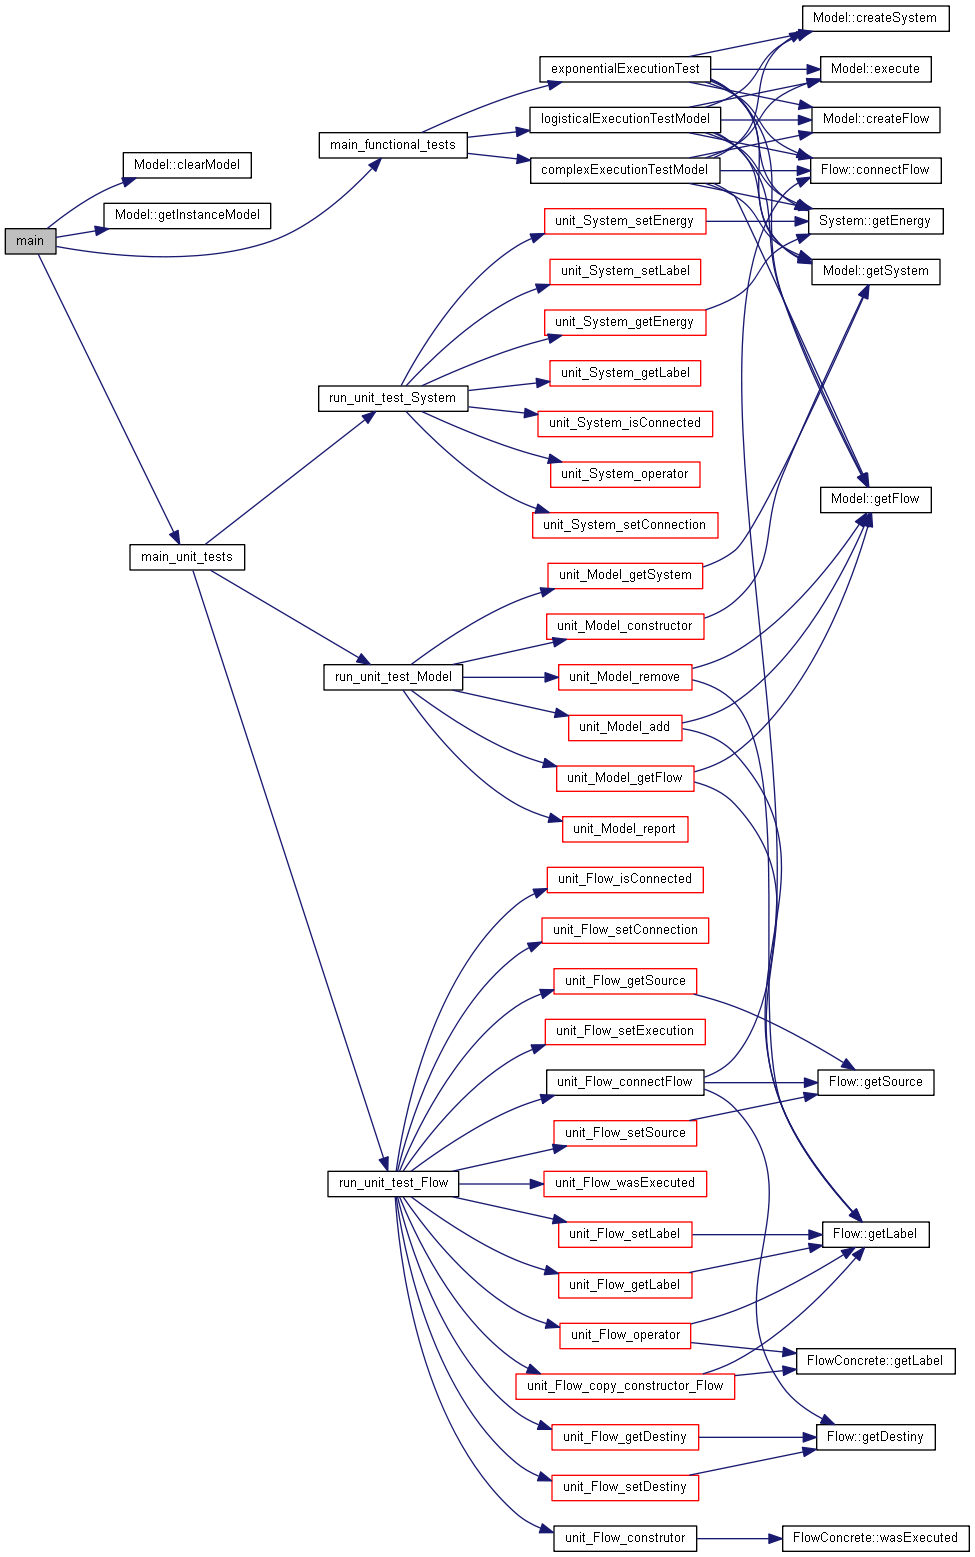 Model::createSystem
exponentialExecutionTest
Model::execute
logisticalExecutionTestModel
Model::createFlow
main_functional_tests
Model::clearModel
complexExecutionTestModel
Flow::connectFlow
Model::getInstanceModel
unit_System_setEnergy
System::getEnergy
main
unit_System_setLabel
Model::getSystem
unit_System_getEnergy
unit_System_getLabel
run_unit_test_System
unit_System_isConnected
unit_System_operator
Model::getFlow
unit_System_setConnection
main_unit_tests
unit_Model_getSystem
unit_Model_constructor
run_unit_test_Model
unit_Model_remove
unit_Model_add
unit_Model_getFlow
unit_Model_report
unit_Flow_isConnected
unit_Flow_setConnection
unit_Flow_getSource
unit_Flow_setExecution
unit_Flow_connectFlow
Flow::getSource
unit_Flow_setSource
run_unit_test_Flow
unit_Flow_wasExecuted
unit_Flow_setLabel
Flow::getLabel
unit_Flow_getLabel
unit_Flow_operator
FlowConcrete::getLabel
unit_Flow_copy_constructor_Flow
unit_Flow_getDestiny
Flow::getDestiny
unit_Flow_setDestiny
unit_Flow_construtor
FlowConcrete::wasExecuted